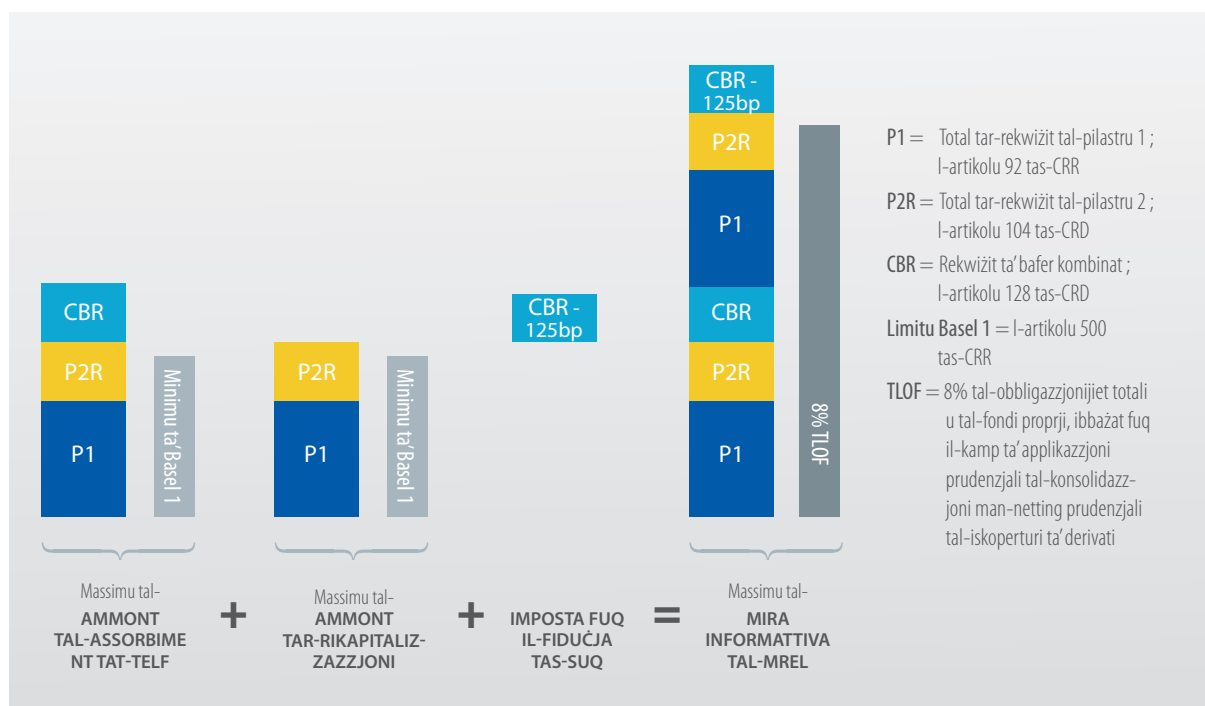 CBR
P2R
P1
Minimu ta’ Basel 1
Massimu tal-
AMMONT
TAL-ASSORBIME
NT TAT-TELF
+
P2R
P1
Minimu ta’ Basel 1
Massimu tal-
AMMONT
TAR-RIKAPITALIZ-
ZAZZJONI
+
CBR -
125bp
IMPOSTA FUQ
IL-FIDUĊJA
TAS-SUQ
=
CBR -
125bp
P2R
P1
CBR
P2R
P1
8% TLOF
Massimu tal-
MIRA
INFORMATTIVA
TAL-MREL
P1 = Total tar-rekwiżit tal-pilastru 1 ;
l-artikolu 92 tas-CRR
P2R = Total tar-rekwiżit tal-pilastru 2 ;
l-artikolu 104 tas-CRD
CBR = Rekwiżit ta’ bafer kombinat ;
l-artikolu 128 tas-CRD
Limitu Basel 1 = l-artikolu 500
tas-CRR
TLOF = 8% tal-obbligazzjonijiet totali
u tal-fondi proprji, ibbażat fuq
il-kamp ta’ applikazzjoni
prudenzjali tal-konsolidazz-
joni man-netting prudenzjali
tal-iskoperturi ta’ derivati